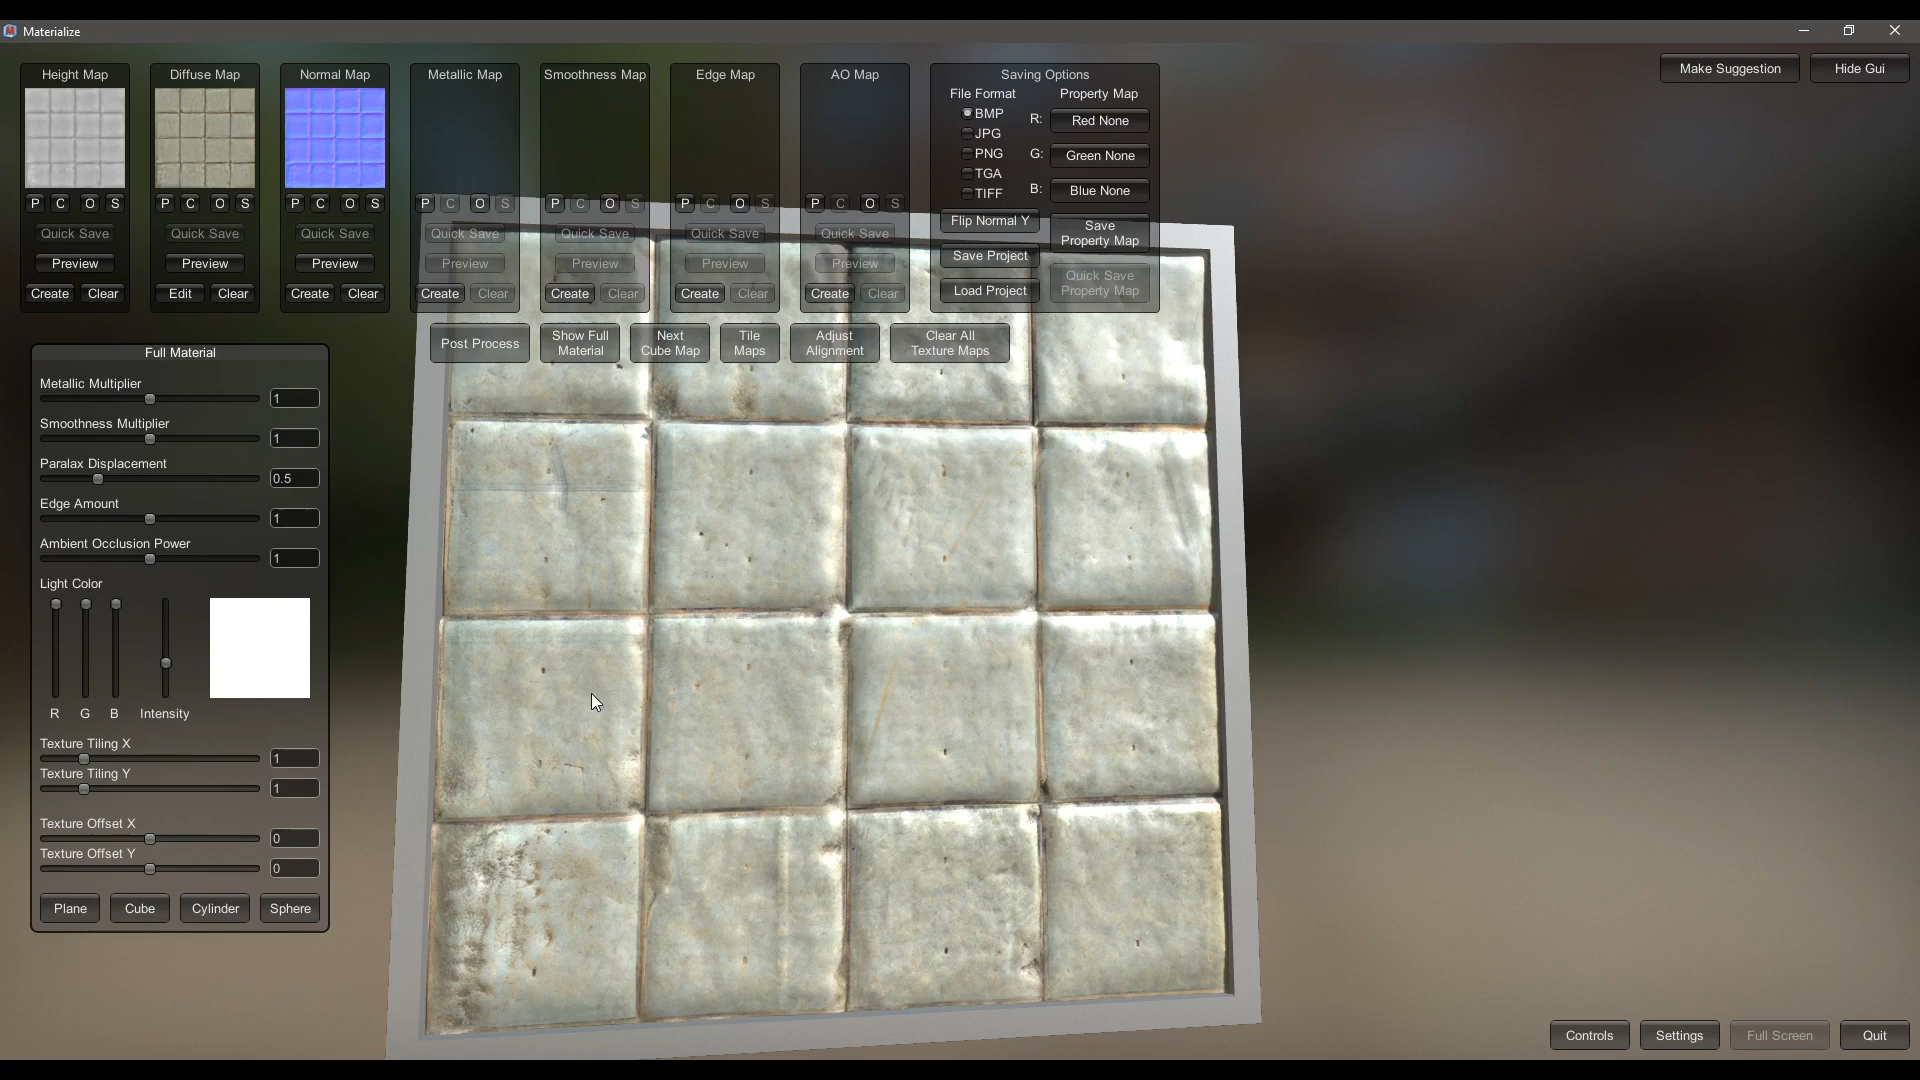 Materialize
Make Suggestion
Hide Gui
Height Map
P C O S
Quick Save
Preview
Create Clear
Diffuse Map
P C O S
Quick Save
Preview
Edit Clear
Normal Map
P C O S
Quick Save
Preview
Create Clear
Metallic Map
P C O S
Quick Save
Preview
Create Clear
Smoothness Map
P C O S
Quick Save
Preview
Create Clear
Edge Map
P C O S
Quick Save
Preview
Create Clear
AO Map
P C O S
Quick Save
Preview
Create Clear
Saving Options
File Format
BMP
JPG
PNG
TGA
TIFF
Flip Normal Y
Save Project
Load Project
Property Map
R: Red None
G: Green None
B: Blue None
Save
Property Map
Quick Save
Property Map
Post Process
Show Full
Material
Next
Cube Map
Tile
Maps
Adjust
Alignment
Clear All
Texture Maps
Full Material
Metallic Multiplier
1
Smoothness Multiplier
1
Paralax Displacement
0.5
Edge Amount
1
Ambient Occlusion Power
1
Light Color
R G B Intensity
Texture Tiling X
1
Texture Tiling Y
1
Texture Offset X
0
Texture Offset Y
0
Plane Cube Cylinder Sphere
Controls Settings Full Screen Quit